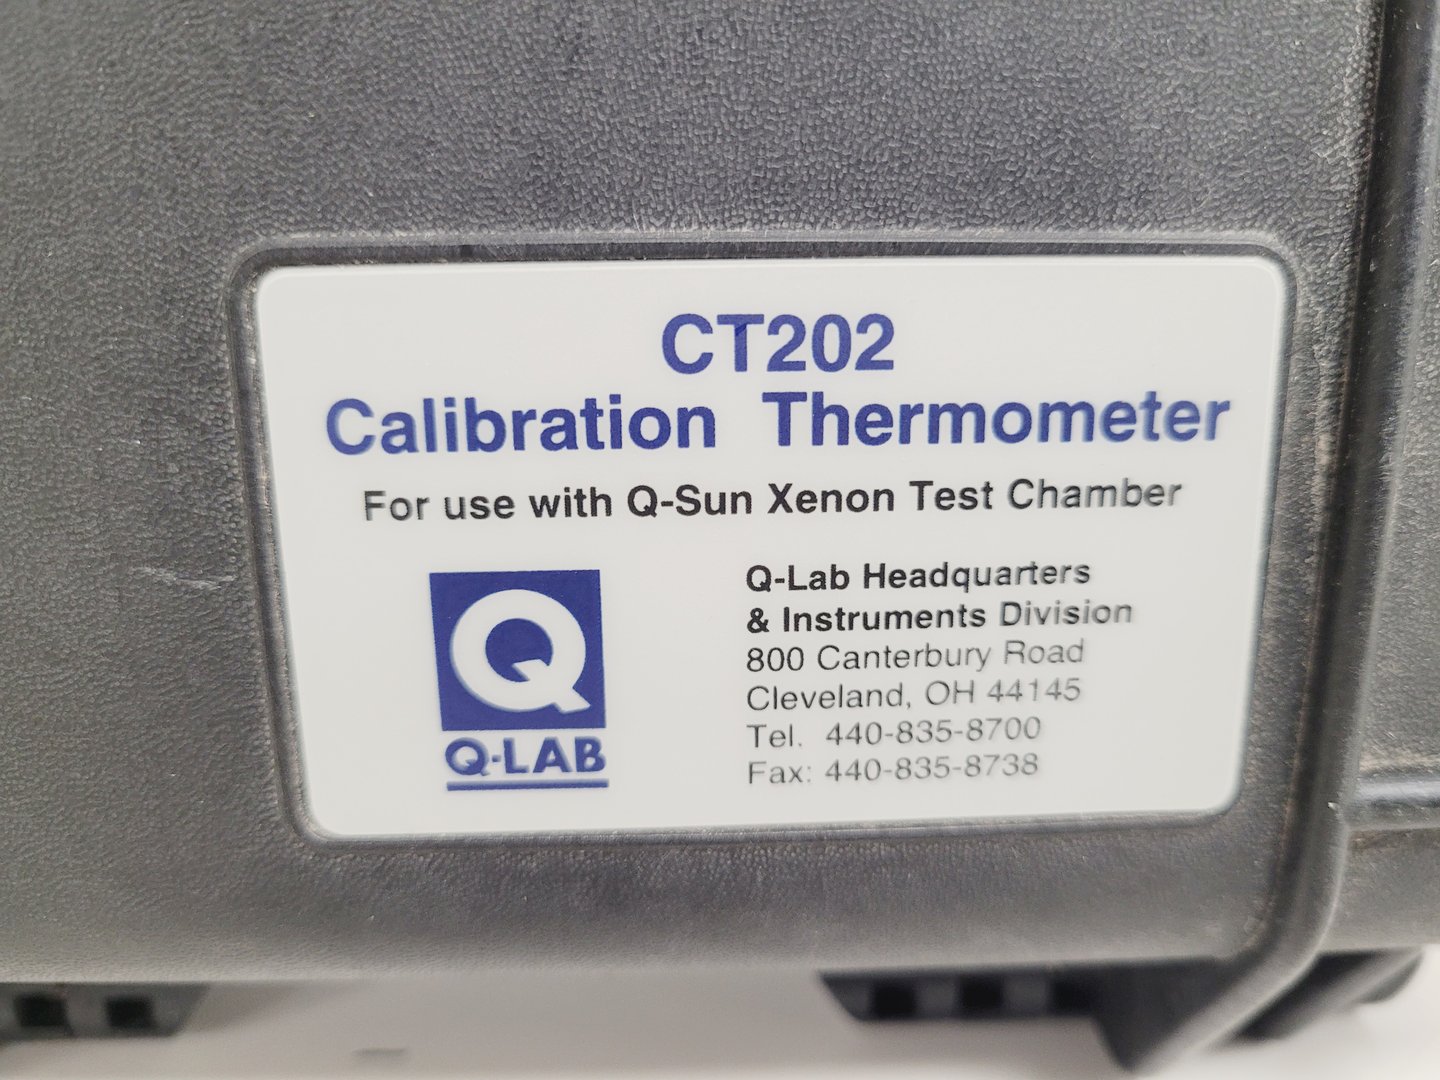 CT202
Calibration Thermometer
For use with Q-Sun Xenon Test Chamber
Q
Q-LAB
Q-Lab Headquarters
& Instruments Division
800 Canterbury Road
Cleveland, OH 44145
Tel. 440-835-8700
Fax: 440-835-8738